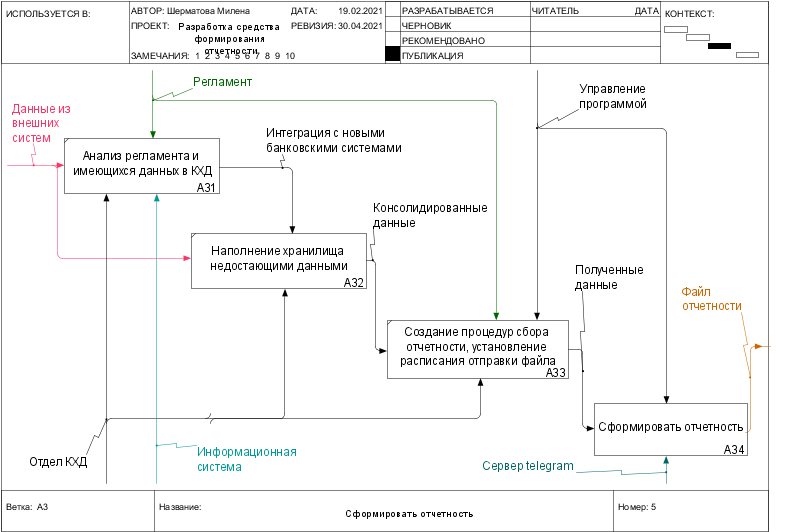 ИСПОЛЬЗУЕТСЯ В:
АВТОР: Шерматова Милена
ДАТА: 19.02.2021
ПРОЕКТ: Разработка средства
формирования
отчетности
РЕВИЗИЯ: 30.04.2021
ЗАМЕЧАНИЯ: 1 2 3 4 5 6 7 8 9 10
РАЗРАБАТЫВАЕТСЯ
ЧЕРНОВИК
РЕКОМЕНДОВАНО
ПУБЛИКАЦИЯ
ЧИТАТЕЛЬ
ДАТА
КОНТЕКСТ:
Регламент
Управление
программой
Данные из
внешних
систем
Интеграция с новыми
банковскими системами
Анализ регламента и
имеющихся данных в КХД
A31
Консолидированные
данные
Наполнение хранилища
недостающими данными
A32
Полученные
данные
Файл
отчетности
Создание процедур сбора
отчетности, установление
расписания отправки файла
A33
Сформировать отчетность
A34
Отдел КХД
Информационная
система
Сервер telegram
Ветка: A3
Название:
Сформировать отчетность
Номер: 5